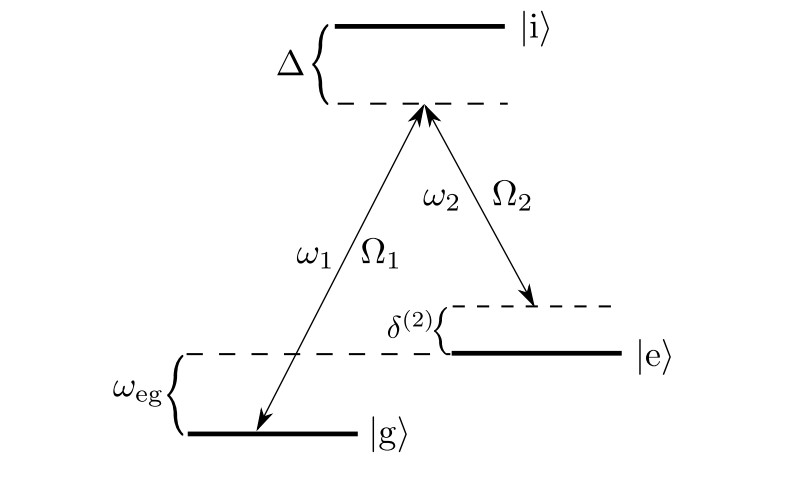 |i⟩
Δ
ω₂ Ω₂
ω₁ Ω₁
δ⁽²⁾
|e⟩
ω_eg
|g⟩